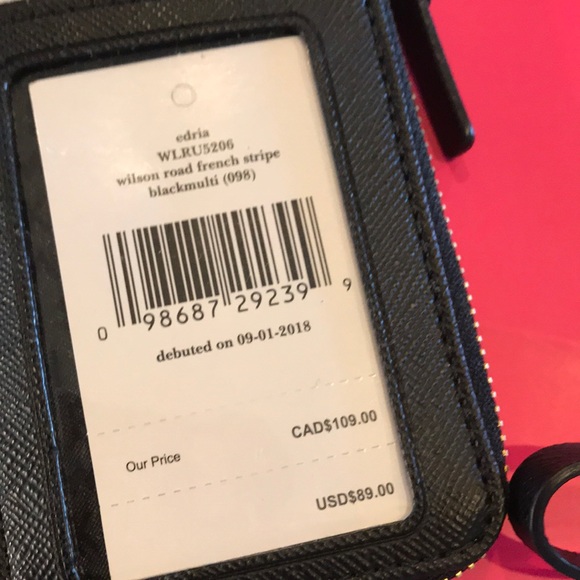 edria
WLRU5206
wilson road french stripe
blackmulti (098)
0 98687 29239 9
debuted on 09-01-2018
CAD$109.00
Our Price
USD$89.00